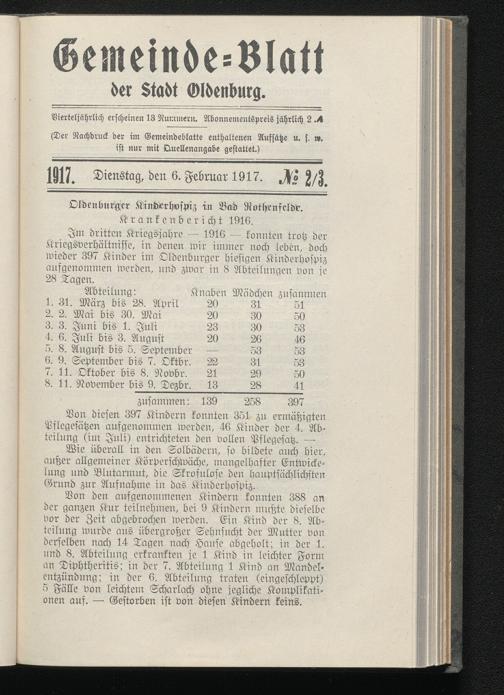 Gemeinde=Blatt
der Stadt Oldenburg.
Vierteljährlich erscheinen 13 Nummern. Abonnementspreis jährlich 2 ℳ
(Der Nachdruck der im Gemeindeblatte enthaltenen Aufsätze u. s. w.
ist nur mit Quellenangabe gestattet.)
1917. Dienstag, den 6. Februar 1917. № 2/3.
Oldenburger Kinderhospiz in Bad Rothenfelde.
Krankenbericht 1916.
Im dritten Kriegsjahre — 1916 — konnten trotz der
Kriegsverhältnisse, in denen wir immer noch leben, doch
wieder 397 Kinder im Oldenburger hiesigen Kinderhospiz
aufgenommen werden, und zwar in 8 Abteilungen von je
28 Tagen.
Abteilung: Knaben Mädchen zusammen
1. 31. März bis 28. April 20 31 51
2. 2. Mai bis 30. Mai 20 30 50
3. 3. Juni bis 1. Juli 23 30 53
4. 6. Juli bis 3. August 20 26 46
5. 8. August bis 5. September — 53 53
6. 9. September bis 7. Oktbr. 22 31 53
7. 11. Oktober bis 8. Novbr. 21 29 50
8. 11. November bis 9. Dezbr. 13 28 41
zusammen: 139 258 397
Von diesen 397 Kindern konnten 351 zu ermäßigten
Pflegesätzen aufgenommen werden, 46 Kinder der 4. Ab-
teilung (im Juli) entrichteten den vollen Pflegesatz. —
Wie überall in den Solbädern, so bildete auch hier,
außer allgemeiner Körperschwäche, mangelhafter Entwicke-
lung und Blutarmut, die Skrofulose den hauptsächlichsten
Grund zur Aufnahme in das Kinderhospiz.
Von den aufgenommenen Kindern konnten 388 an
der ganzen Kur teilnehmen, bei 9 Kindern mußte dieselbe
vor der Zeit abgebrochen werden. Ein Kind der 8. Ab-
teilung wurde aus übergroßer Sehnsucht der Mutter von
derselben nach 14 Tagen nach Hause abgeholt; in der 1.
und 8. Abteilung erkrankten je 1 Kind in leichter Form
an Diphtheritis; in der 7. Abteilung 1 Kind an Mandel-
entzündung; in der 6. Abteilung traten (eingeschleppt)
5 Fälle von leichtem Scharlach ohne jegliche Komplikati-
onen auf. — Gestorben ist von diesen Kindern keins.